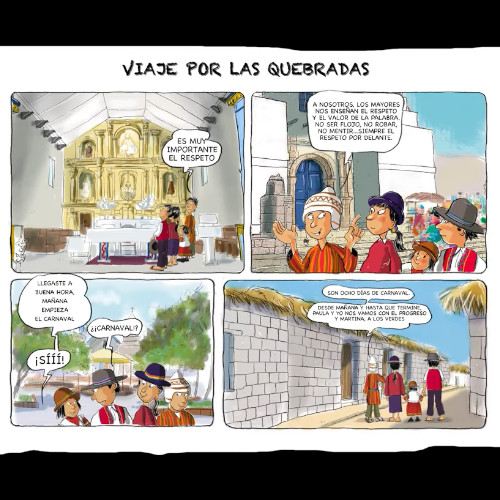 VIAJE POR LAS QUEBRADAS
ES MUY
IMPORTANTE
EL RESPETO
A NOSOTROS, LOS MAYORES
NOS ENSEÑAN EL RESPETO
Y EL VALOR DE LA PALABRA,
NO SER FLOJO, NO ROBAR,
NO MENTIR...SIEMPRE EL
RESPETO POR DELANTE.
LLEGASTE A
BUENA HORA,
MAÑANA
EMPIEZA
EL CARNAVAL
¿¡CARNAVAL!?
¡SÍÍÍ!
SON OCHO DÍAS DE CARNAVAL.
DESDE MAÑANA Y HASTA QUE TERMINE,
PAULA Y YO NOS VAMOS CON EL PROGRESO
Y MARTINA, A LOS VERDES